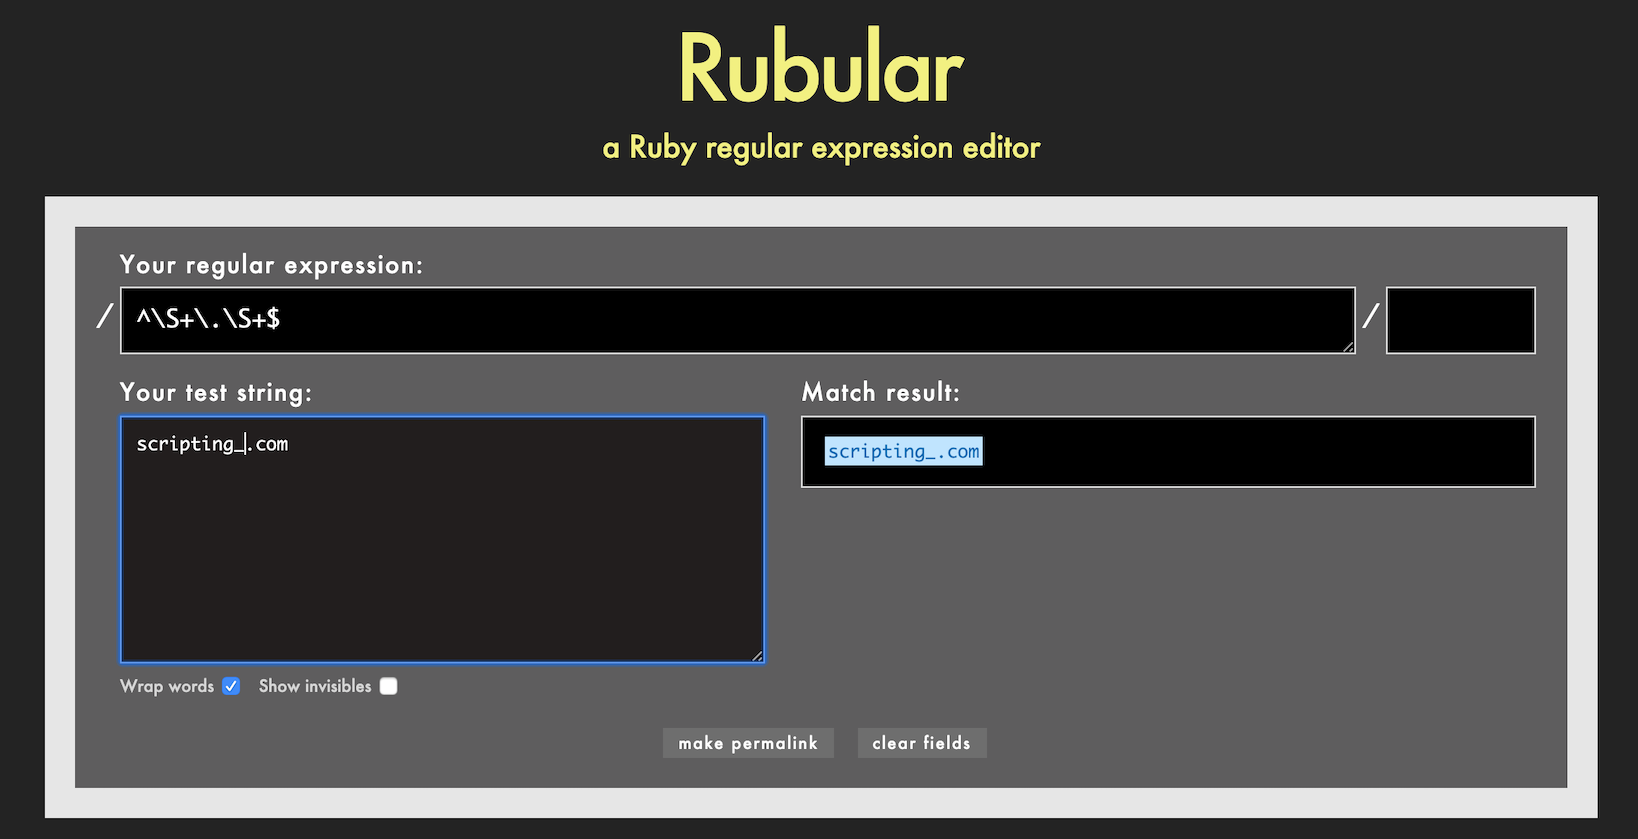 Rubular
a Ruby regular expression editor
Your regular expression:
/ ^\S+\.\S+$ /
Your test string:
Match result:
scripting_.com
scripting_.com
Wrap words
Show invisibles
make permalink
clear fields